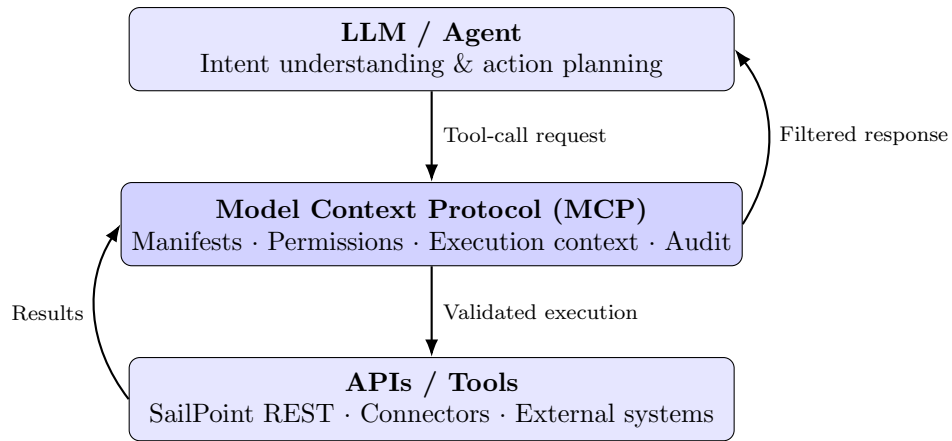 LLM / Agent
Intent understanding & action planning
Tool-call request
Filtered response
Model Context Protocol (MCP)
Manifests · Permissions · Execution context · Audit
Results
Validated execution
APIs / Tools
SailPoint REST · Connectors · External systems